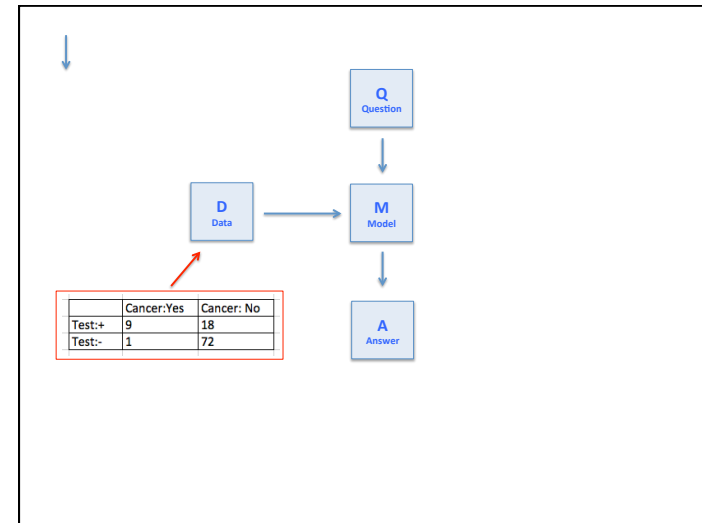 Q
Question
D
Data
M
Model
Cancer:Yes Cancer: No
Test:+ 9 18
Test:- 1 72
A
Answer